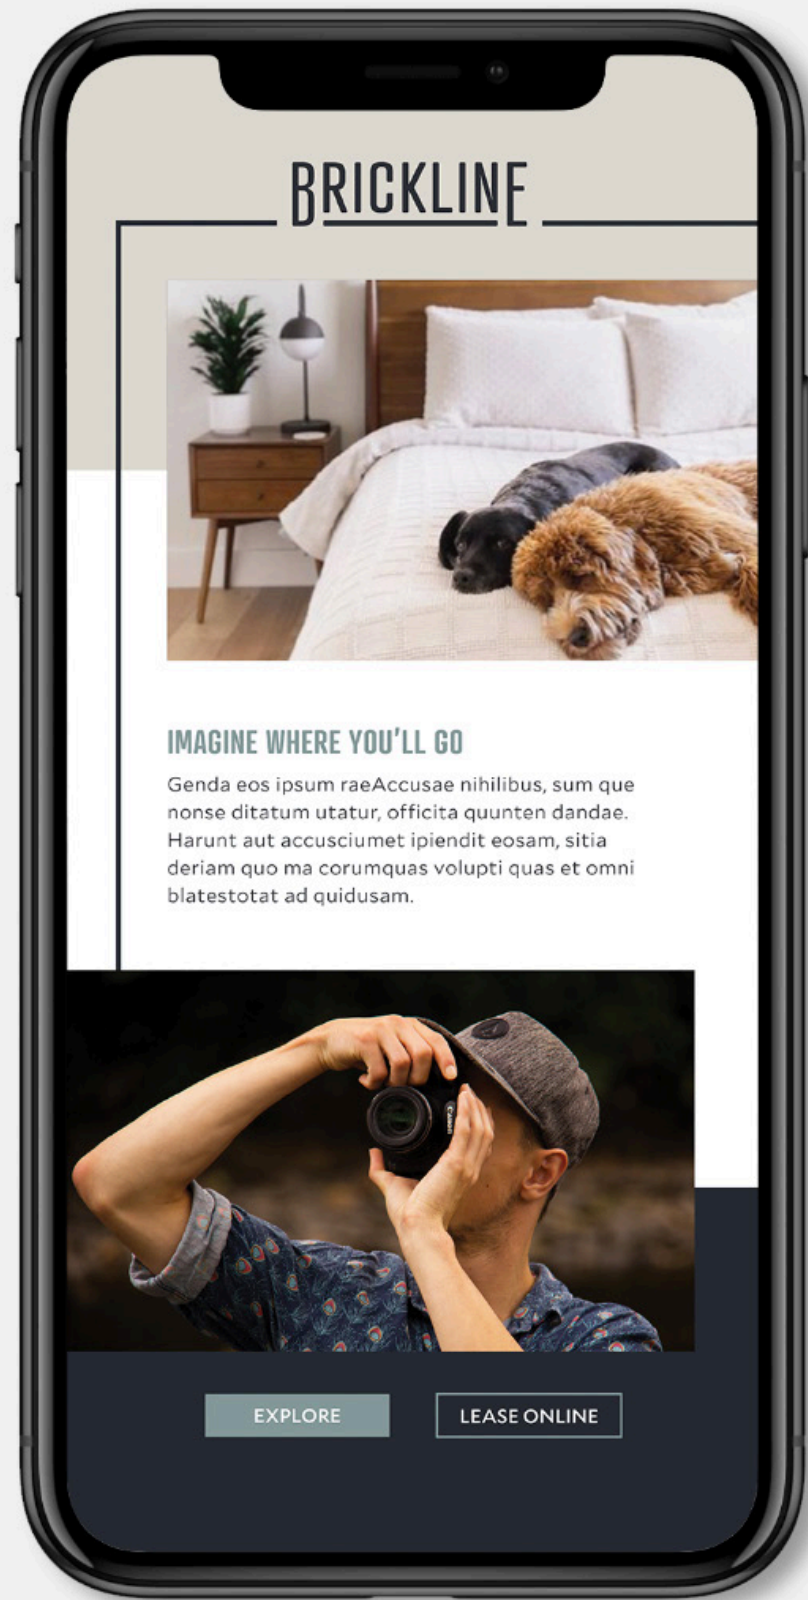 BRICKLINE
IMAGINE WHERE YOU'LL GO
Genda eos ipsum raeAccusae nihilibus, sum que
nonse ditatum utatur, officita quunten dandae.
Harunt aut accusciumet ipiendit eosam, sitia
deriam quo ma corumquas volupti quas et omni
blatestotat ad quidusam.
Canon
EXPLORE
LEASE ONLINE